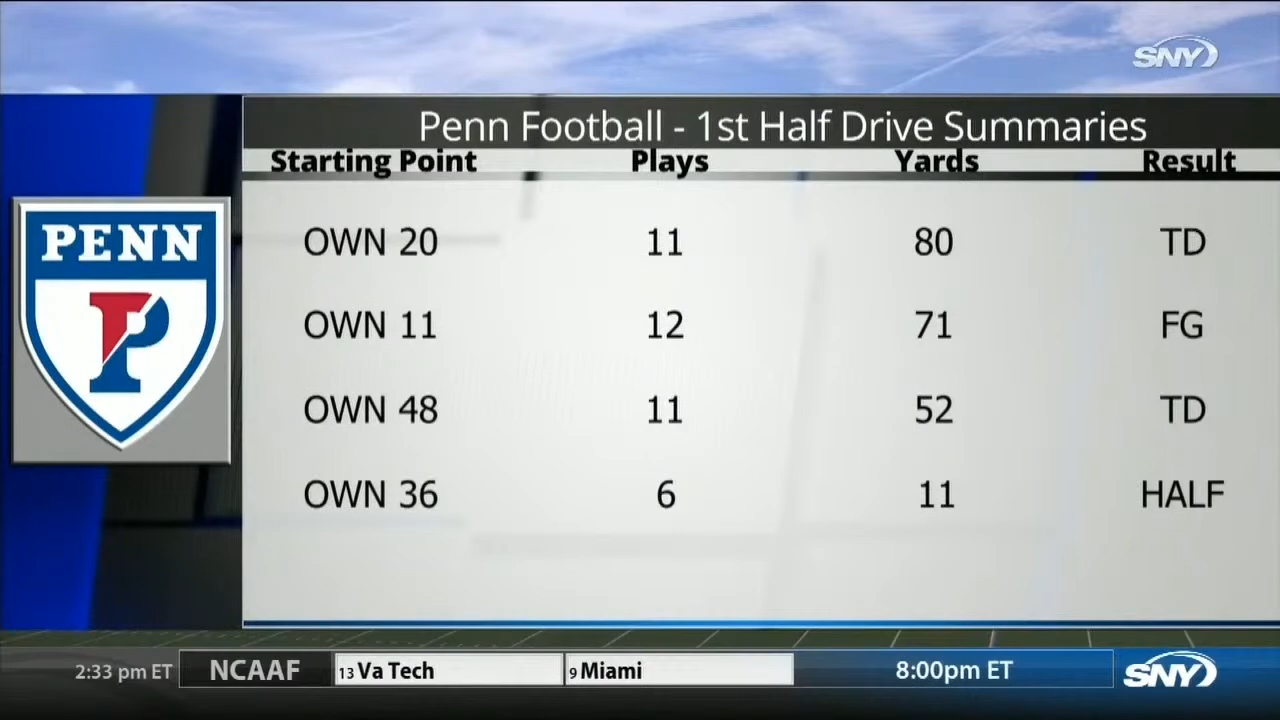 SNY
Penn Football - 1st Half Drive Summaries
Starting Point Plays Yards Result
PENN
P
OWN 20 11 80 TD
OWN 11 12 71 FG
OWN 48 11 52 TD
OWN 36 6 11 HALF
2:33 pm ET NCAAF 13 Va Tech 9 Miami 8:00pm ET SNY